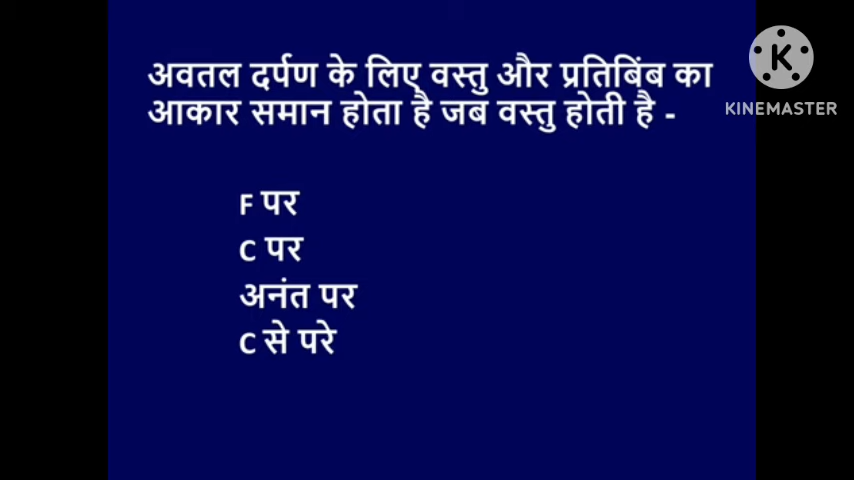 अवतल दर्पण के लिए वस्तु और प्रतिबिंब का
आकार समान होता है जब वस्तु होती है -
F पर
C पर
अनंत पर
C से परे
K
KINEMASTER